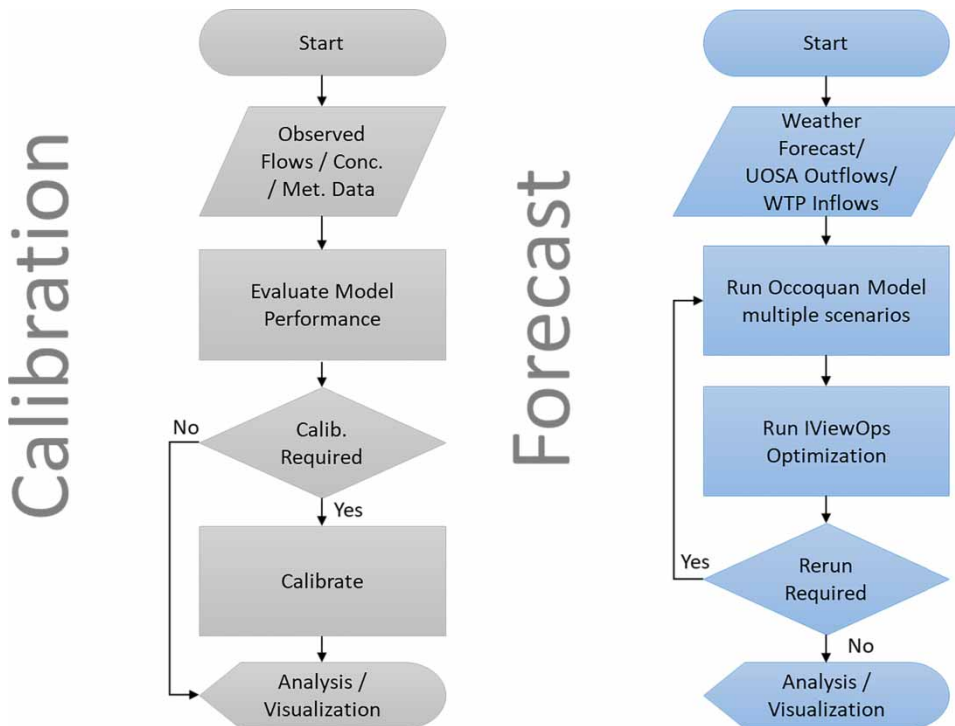 Calibration
Start
Observed
Flows / Conc.
/ Met. Data
Evaluate Model
Performance
Calib.
Required
No
Yes
Calibrate
Analysis /
Visualization
Forecast
Start
Weather
Forecast/
UOSA Outflows/
WTP Inflows
Run Occoquan Model
multiple scenarios
Run IViewOps
Optimization
Rerun
Required
Yes
No
Analysis /
Visualization